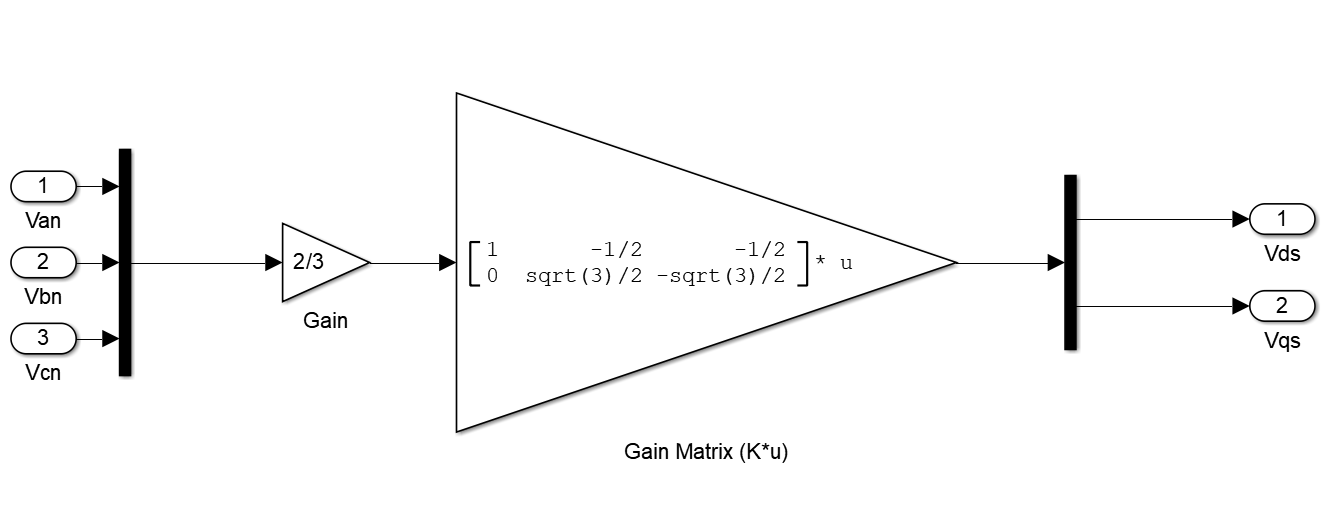 1
Van
2
Vbn
3
Vcn
2/3
Gain
[1 -1/2 -1/2
0 sqrt(3)/2 -sqrt(3)/2] * u
Gain Matrix (K*u)
1
Vds
2
Vqs